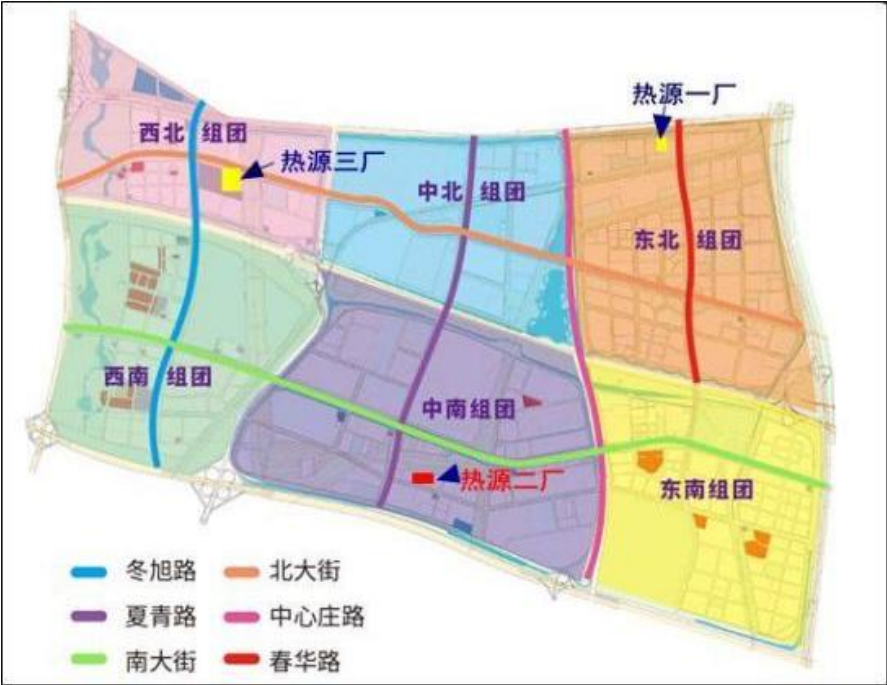 热源一厂
西北 组团
热源三厂
中北 组团
东北 组团
西南 组团
中南组团
热源二厂
东南组团
冬旭路
北大街
夏青路
中心庄路
南大街
春华路